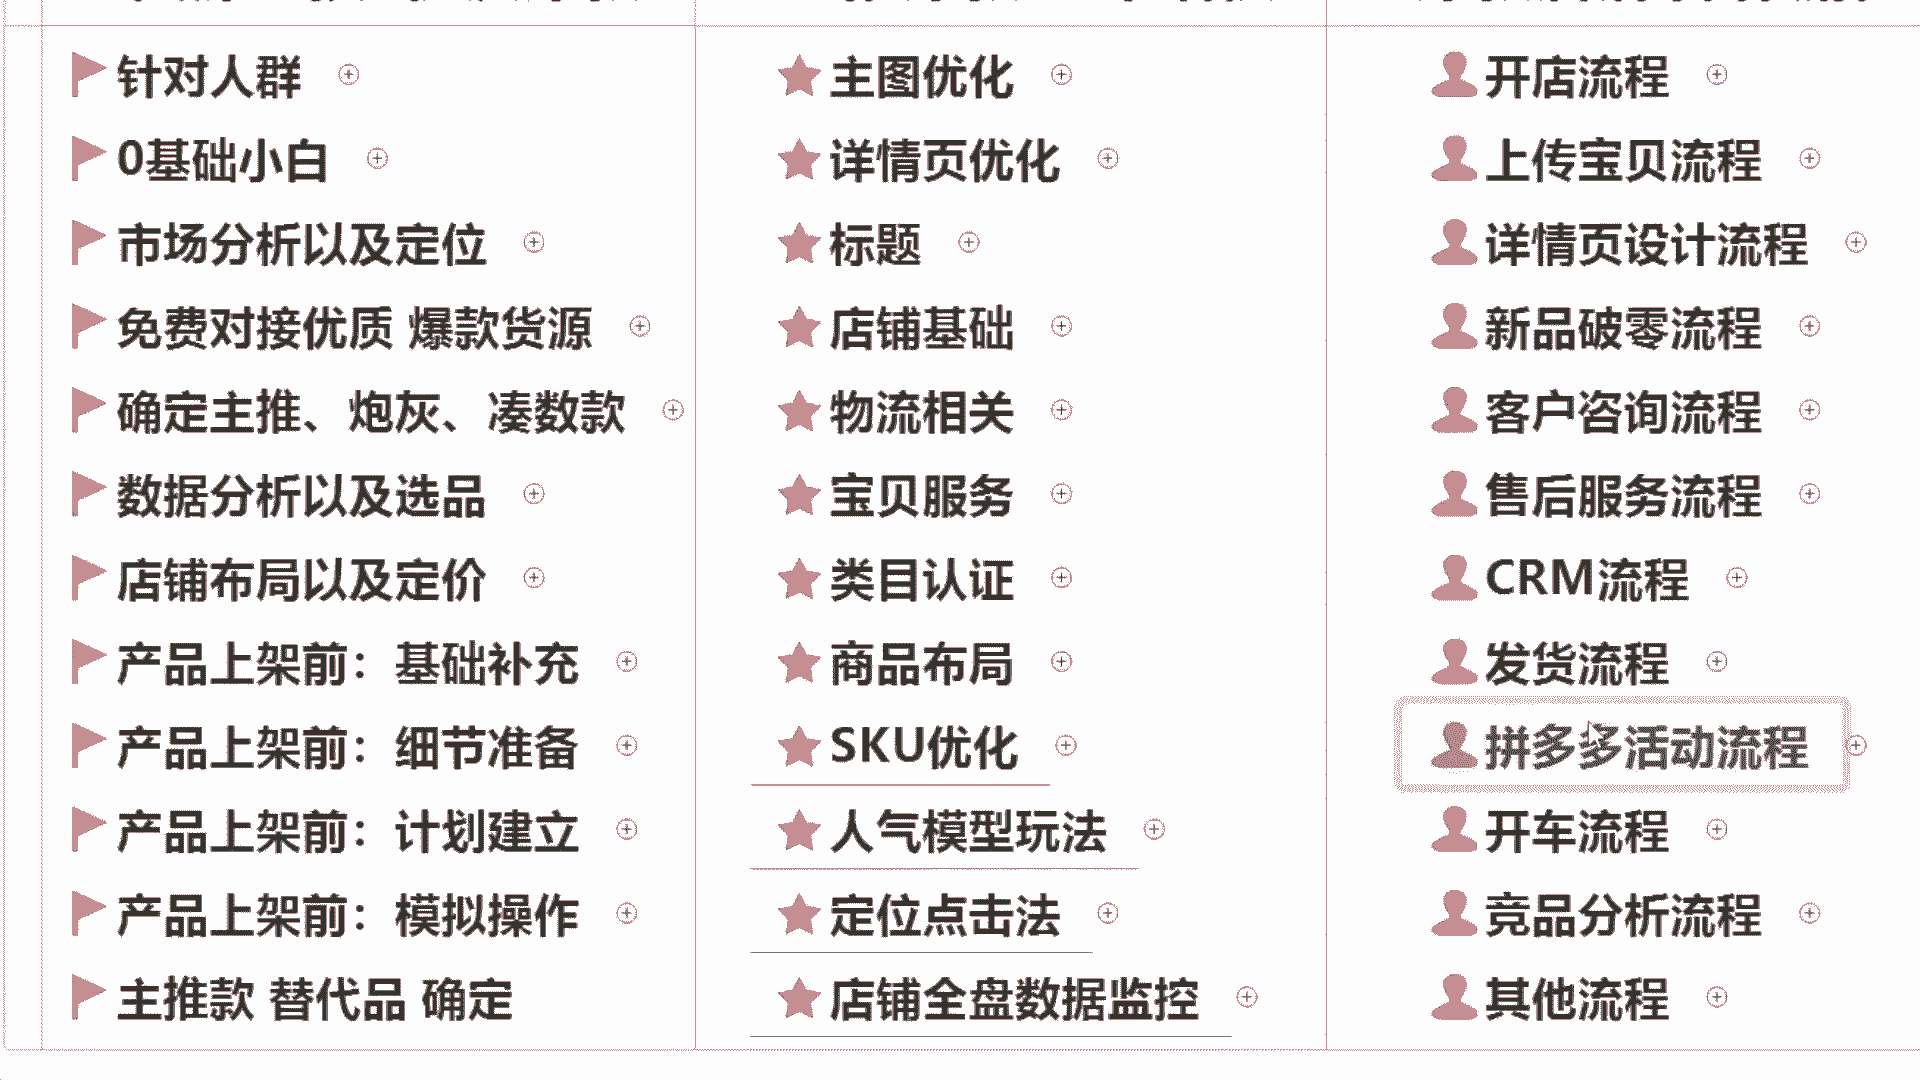 针对人群
0基础小白
市场分析以及定位
免费对接优质 爆款货源
确定主推、炮灰、凑数款
数据分析以及选品
店铺布局以及定价
产品上架前：基础补充
产品上架前：细节准备
产品上架前：计划建立
产品上架前：模拟操作
主推款 替代品 确定
主图优化
详情页优化
标题
店铺基础
物流相关
宝贝服务
类目认证
商品布局
SKU优化
人气模型玩法
定位点击法
店铺全盘数据监控
开店流程
上传宝贝流程
详情页设计流程
新品破零流程
客户咨询流程
售后服务流程
CRM流程
发货流程
拼多多活动流程
开车流程
竞品分析流程
其他流程